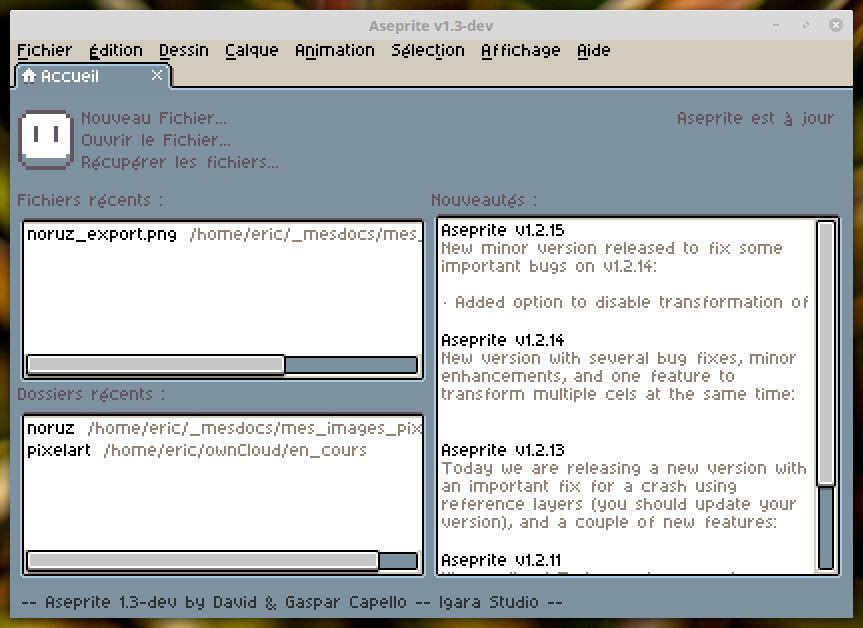 Aseprite v1.3-dev
Fichier Édition Dessin Calque Animation Sélection Affichage Aide
Accueil
Nouveau Fichier...
Ouvrir le Fichier...
Récupérer les fichiers...
Aseprite est à jour
Fichiers récents :
noruz_export.png /home/eric/_mesdocs/mes_
Dossiers récents :
noruz /home/eric/_mesdocs/mes_images_pix
pixelart /home/eric/ownCloud/en_cours
Nouveautés :
Aseprite v1.2.15
New minor version released to fix some
important bugs on v1.2.14:
· Added option to disable transformation of
Aseprite v1.2.14
New version with several bug fixes, minor
enhancements, and one feature to
transform multiple cels at the same time:
Aseprite v1.2.13
Today we are releasing a new version with
an important fix for a crash using
reference layers (you should update your
version), and a couple of new features:
Aseprite v1.2.11
-- Aseprite 1.3-dev by David & Gaspar Capello -- Igara Studio --